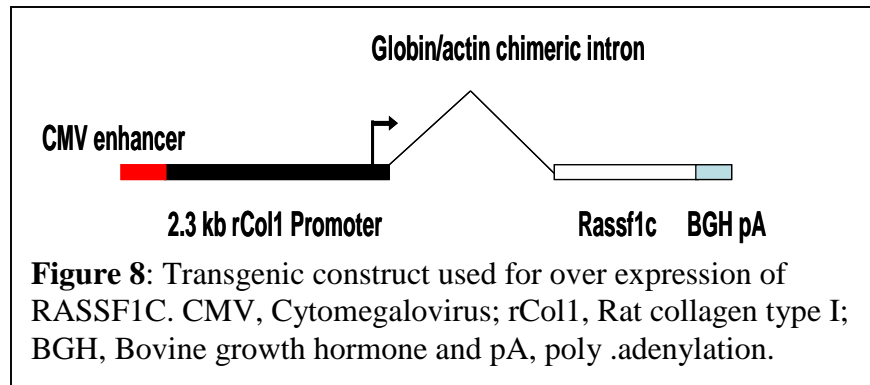 Globin/actin chimeric intron
CMV enhancer
2.3 kb rCol1 Promoter
Rassf1c
BGH pA
Figure 8: Transgenic construct used for over expression of
RASSF1C. CMV, Cytomegalovirus; rCol1, Rat collagen type I;
BGH, Bovine growth hormone and pA, poly .adenylation.